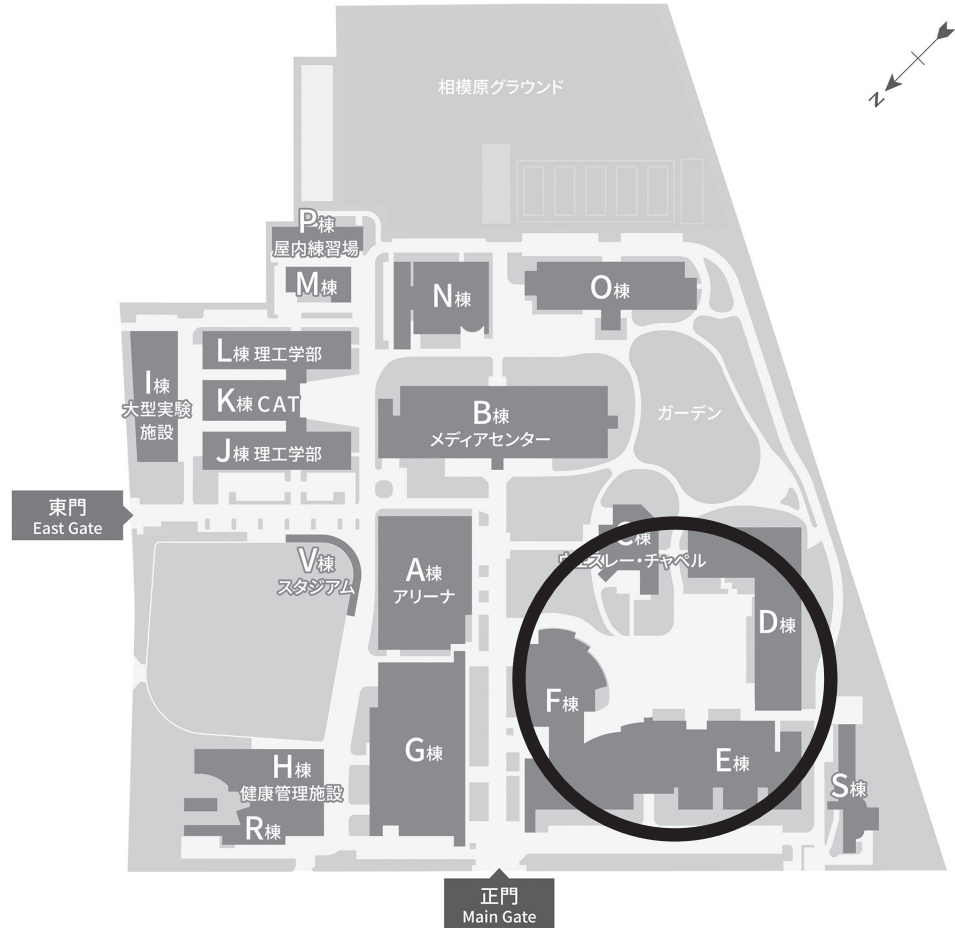 相模原グラウンド
N
P棟
屋内練習場
M棟
N棟
O棟
L棟 理工学部
I棟
大型実験
施設
K棟 CAT
B棟
メディアセンター
ガーデン
J棟 理工学部
東門
East Gate
C棟
ウェスレー・チャペル
V棟
スタジアム
A棟
アリーナ
D棟
F棟
G棟
E棟
H棟
健康管理施設
S棟
R棟
正門
Main Gate